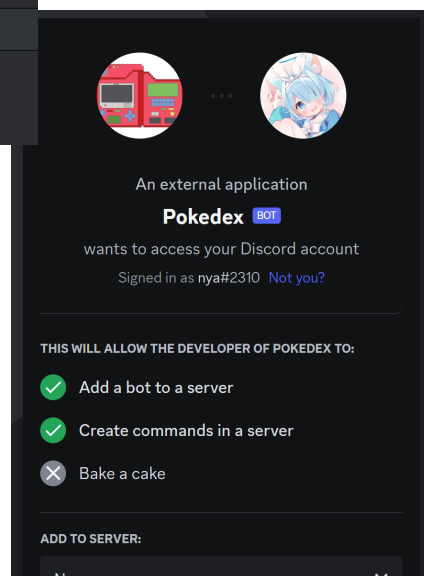 An external application
Pokedex BOT
wants to access your Discord account
Signed in as nya#2310 Not you?
THIS WILL ALLOW THE DEVELOPER OF POKEDEX TO:
Add a bot to a server
Create commands in a server
Bake a cake
ADD TO SERVER: